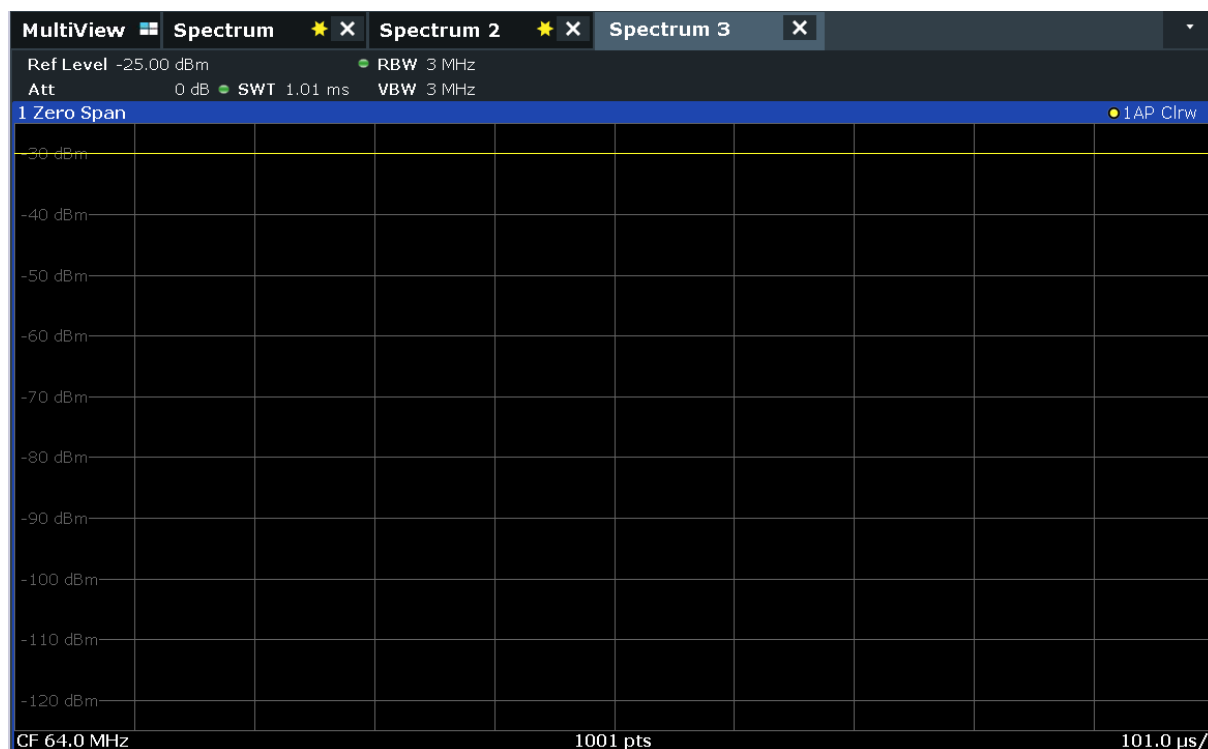 MultiView Spectrum Spectrum 2 Spectrum 3
Ref Level -25.00 dBm RBW 3 MHz
Att 0 dB SWT 1.01 ms VBW 3 MHz
1 Zero Span 1AP Clrw
-30 dBm
-40 dBm
-50 dBm
-60 dBm
-70 dBm
-80 dBm
-90 dBm
-100 dBm
-110 dBm
-120 dBm
CF 64.0 MHz 1001 pts 101.0 µs/